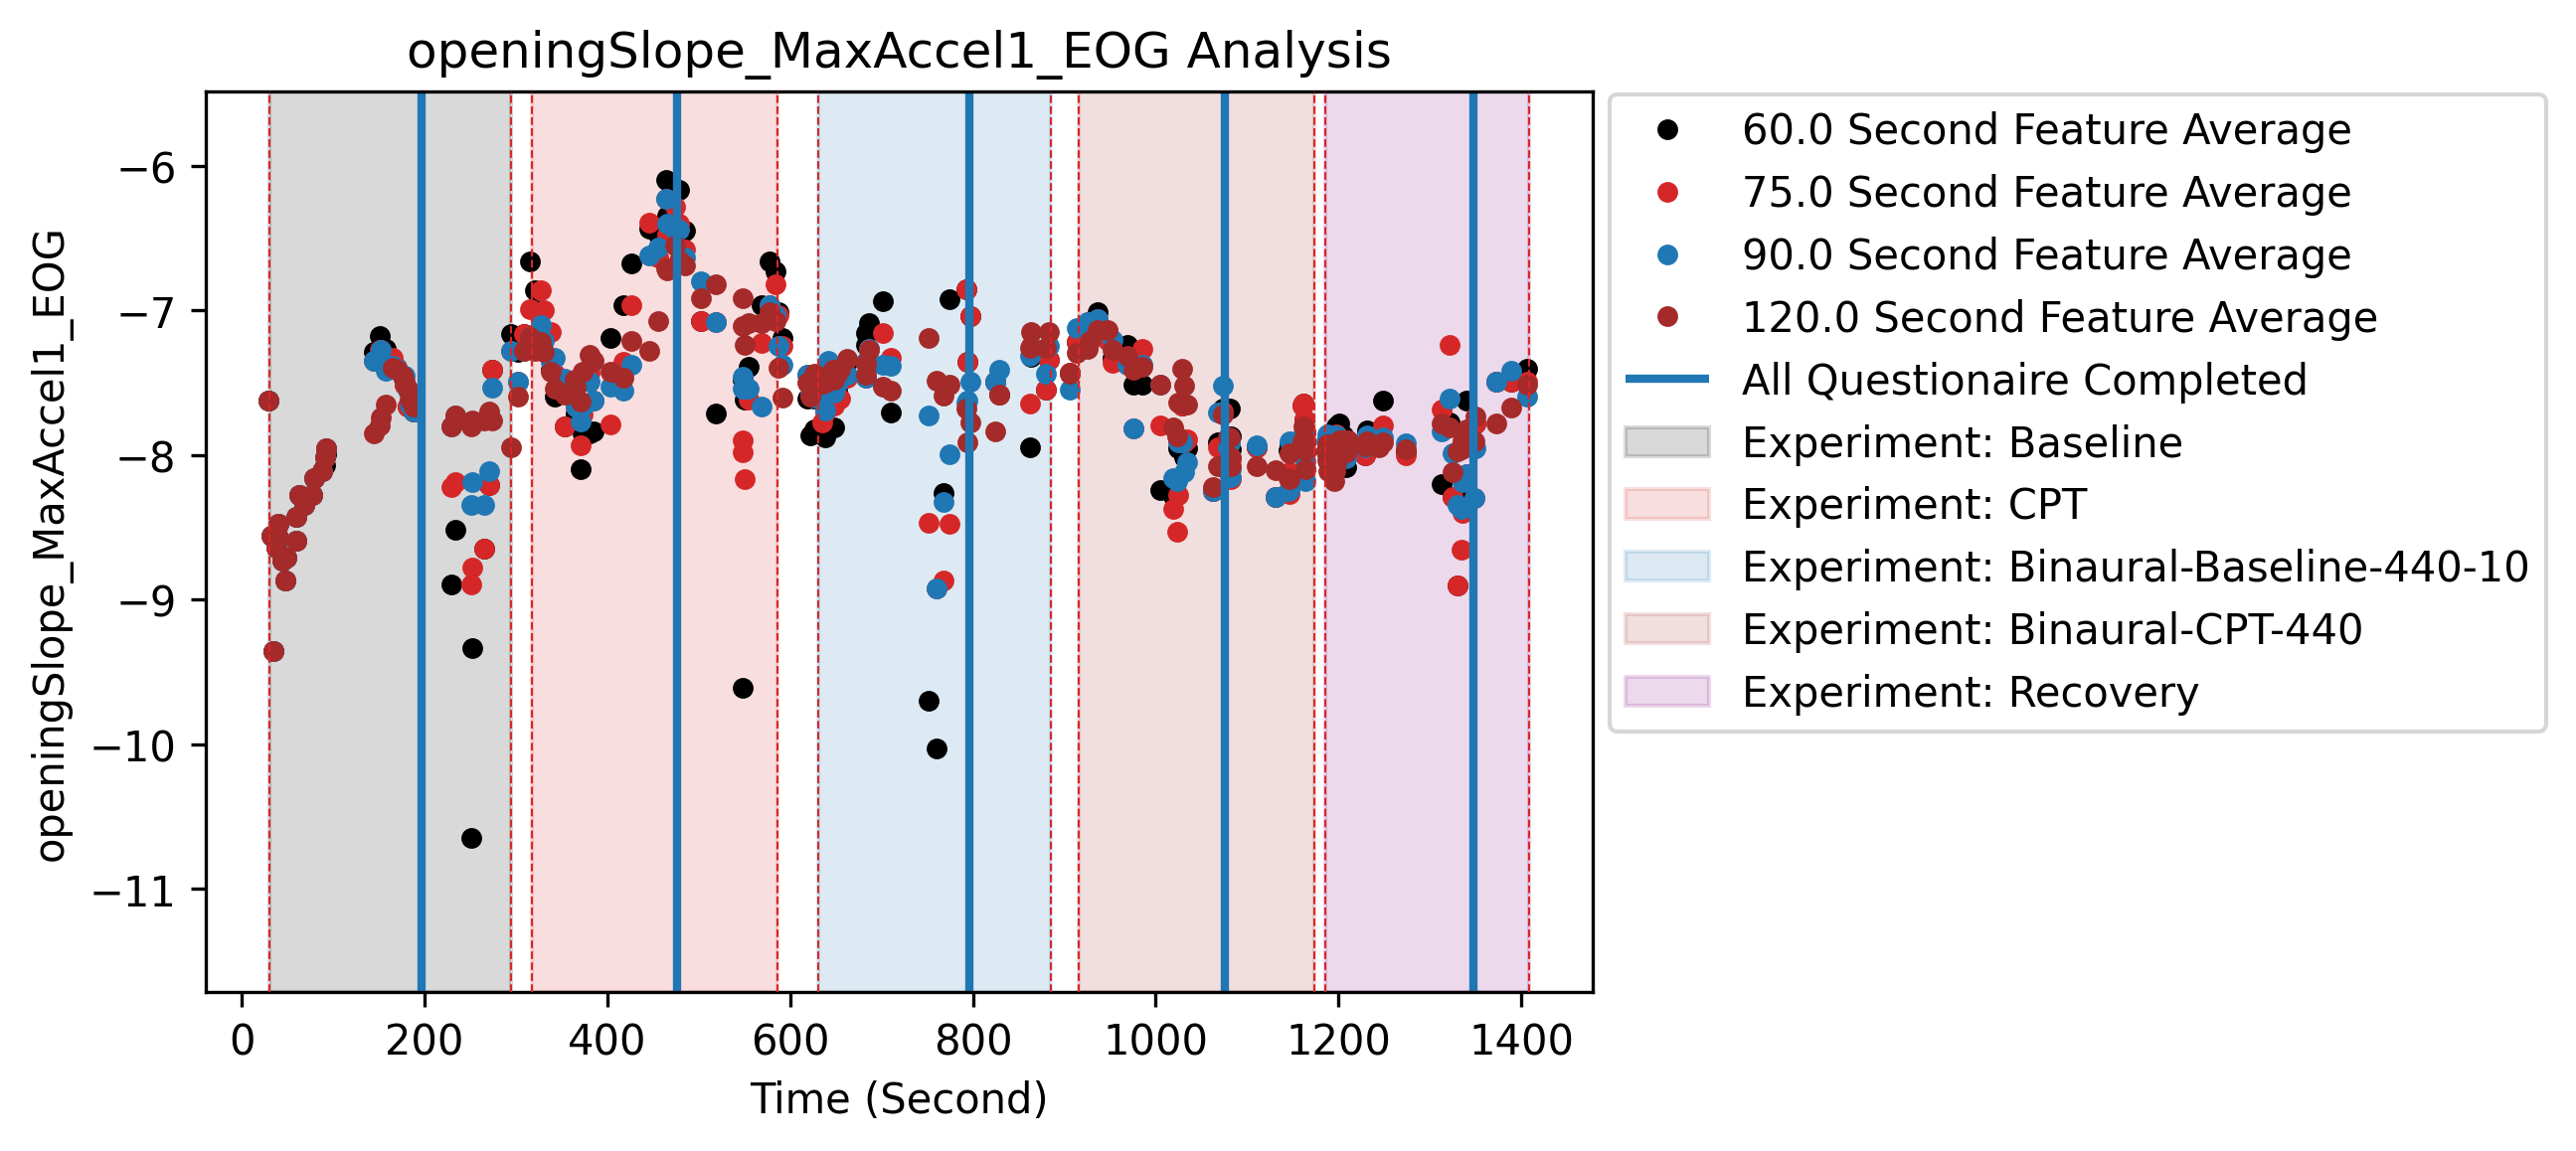 openingSlope_MaxAccel1_EOG Analysis
openingSlope_MaxAccel1_EOG
−6
−7
−8
−9
−10
−11
0 200 400 600 800 1000 1200 1400
Time (Second)
60.0 Second Feature Average
75.0 Second Feature Average
90.0 Second Feature Average
120.0 Second Feature Average
All Questionaire Completed
Experiment: Baseline
Experiment: CPT
Experiment: Binaural-Baseline-440-10
Experiment: Binaural-CPT-440
Experiment: Recovery